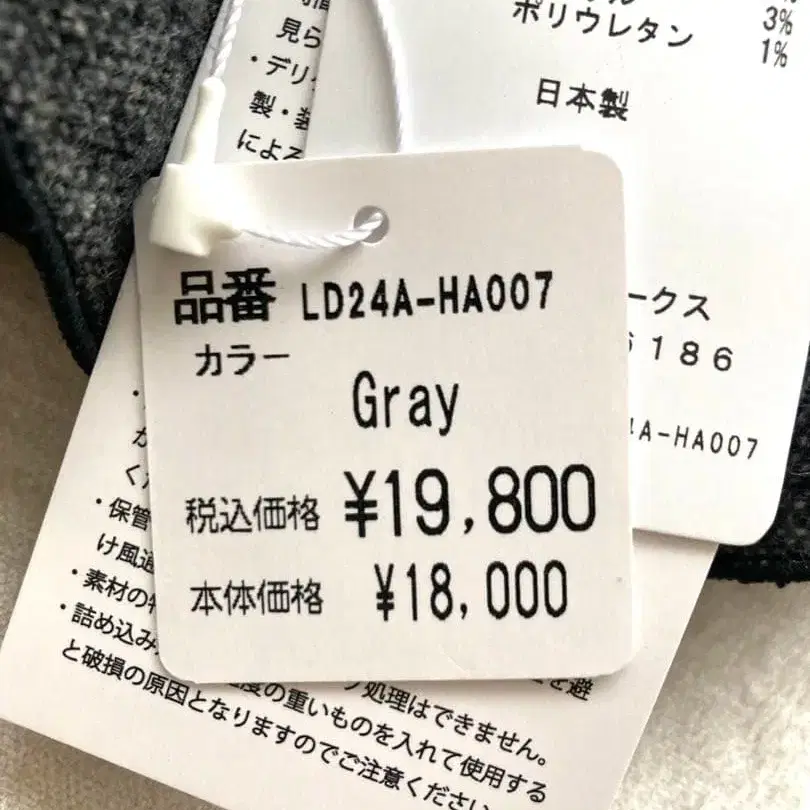 見ら
・デリ
製・
による
ポリウレタン 3%
1%
日本製
ークス
6186
4A-HA007
品番 LD24A-HA007
カラー
Gray
税込価格 ¥19,800
本体価格 ¥18,000
・保管
け風通
・素材の特
・詰め込み
の重いものを入れて使用する
処理はできません。
を避
と破損の原因となりますのでご注意ください